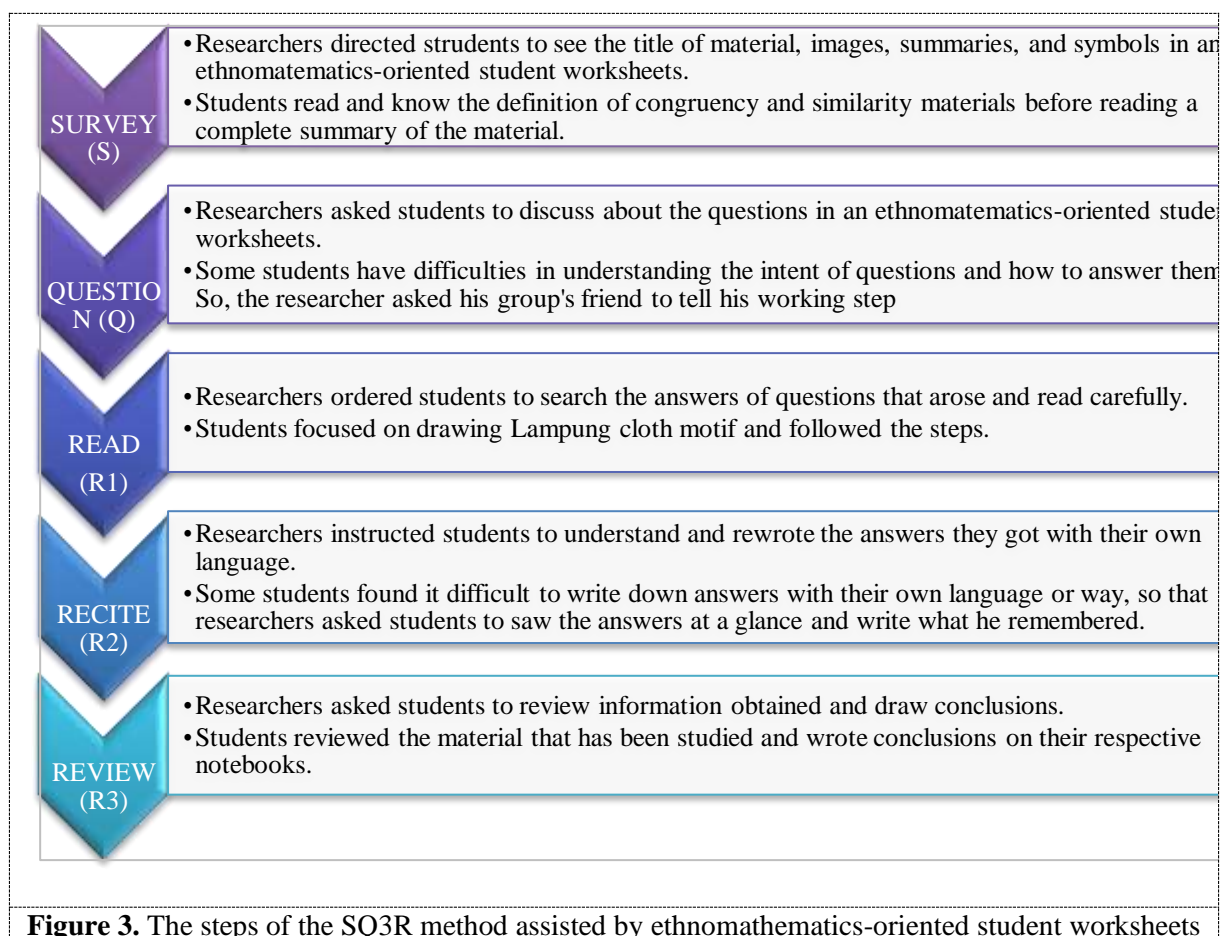 SURVEY
(S)
•Researchers directed strudents to see the title of material, images, summaries, and symbols in an
ethnomatematics-oriented student worksheets.
•Students read and know the definition of congruency and similarity materials before reading a
complete summary of the material.
QUESTIO
N (Q)
•Researchers asked students to discuss about the questions in an ethnomatematics-oriented
worksheets.
•Some students have difficulties in understanding the intent of questions and how to answer them
So, the researcher asked his group's friend to tell his working step
READ
(R1)
•Researchers ordered students to search the answers of questions that arose and read carefully.
•Students focused on drawing Lampung cloth motif and followed the steps.
RECITE
(R2)
•Researchers instructed students to understand and rewrote the answers they got with their own
language.
•Some students found it difficult to write down answers with their own language or way, so that
researchers asked students to saw the answers at a glance and write what he remembered.
REVIEW
(R3)
•Researchers asked students to review information obtained and draw conclusions.
•Students reviewed the material that has been studied and wrote conclusions on their respective
notebooks.
Figure 3. The steps of the SQ3R method assisted by ethnomathematics-oriented student worksheets